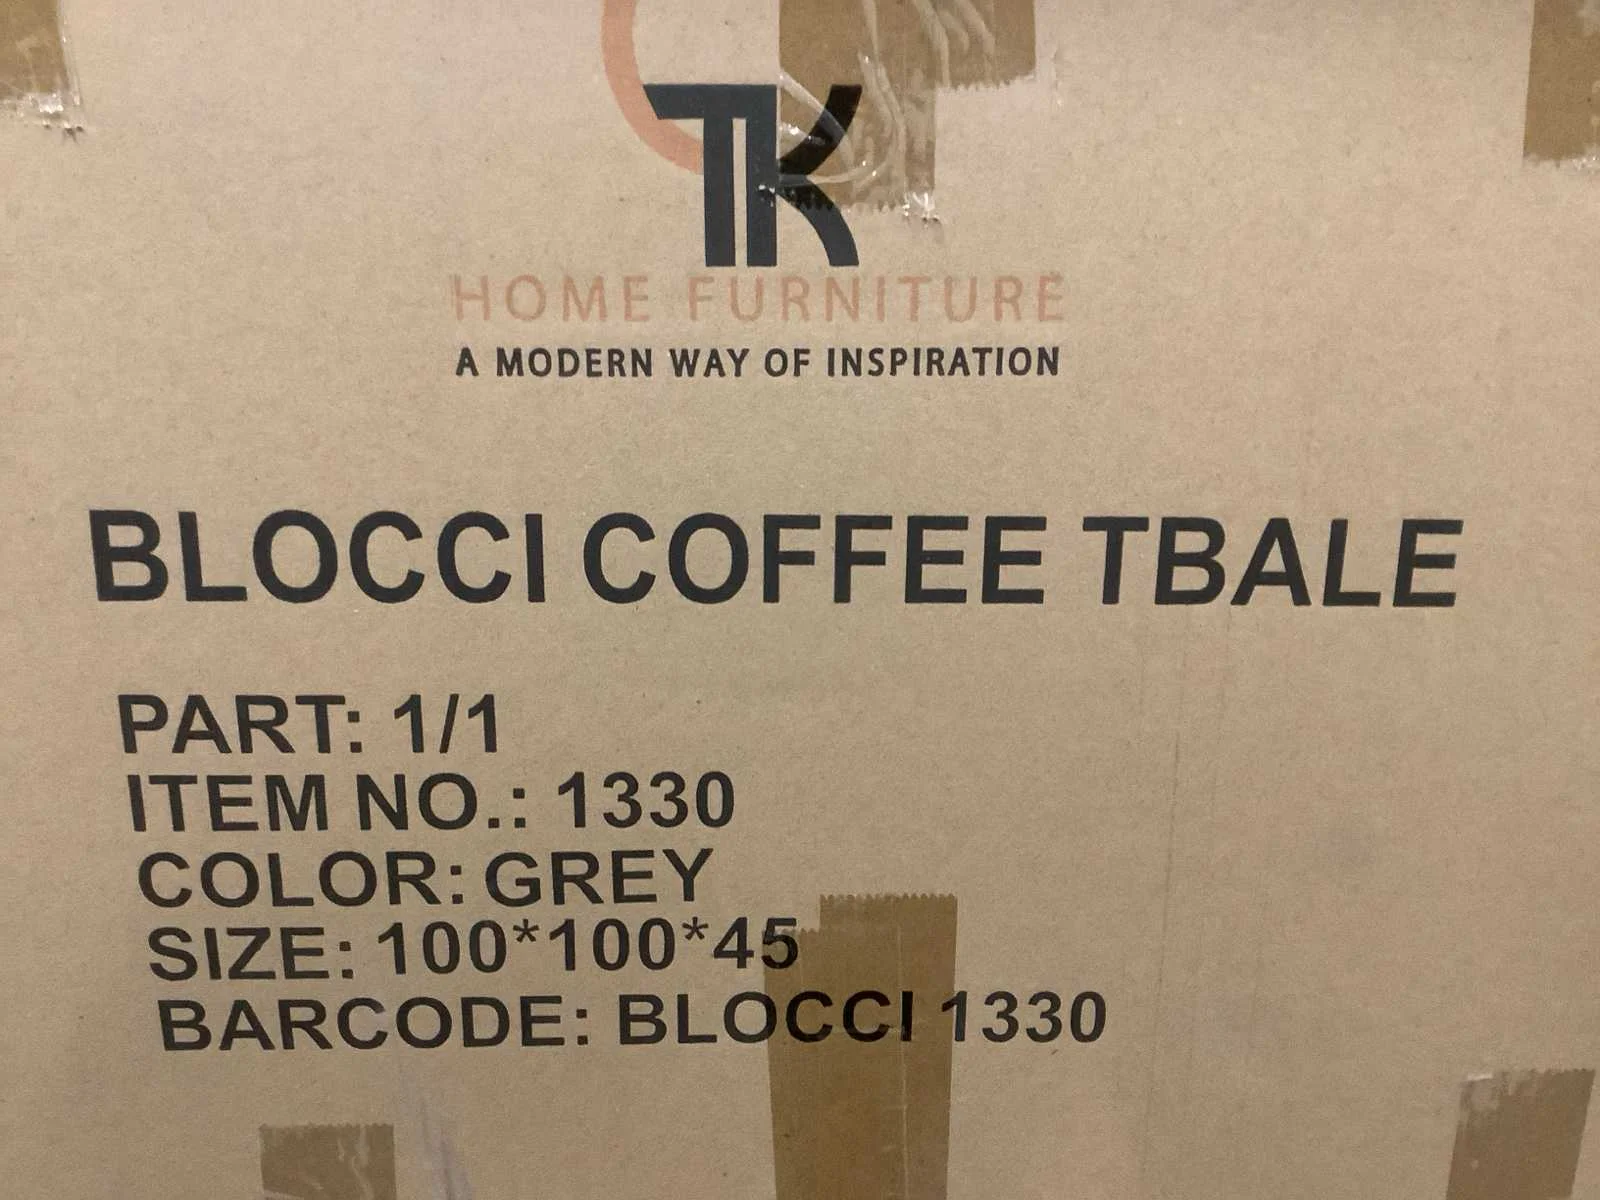 TK
HOME FURNITURE
A MODERN WAY OF INSPIRATION
BLOCCI COFFEE TBALE
PART: 1/1
ITEM NO.: 1330
COLOR: GREY
SIZE: 100*100*45
BARCODE: BLOCCI 1330